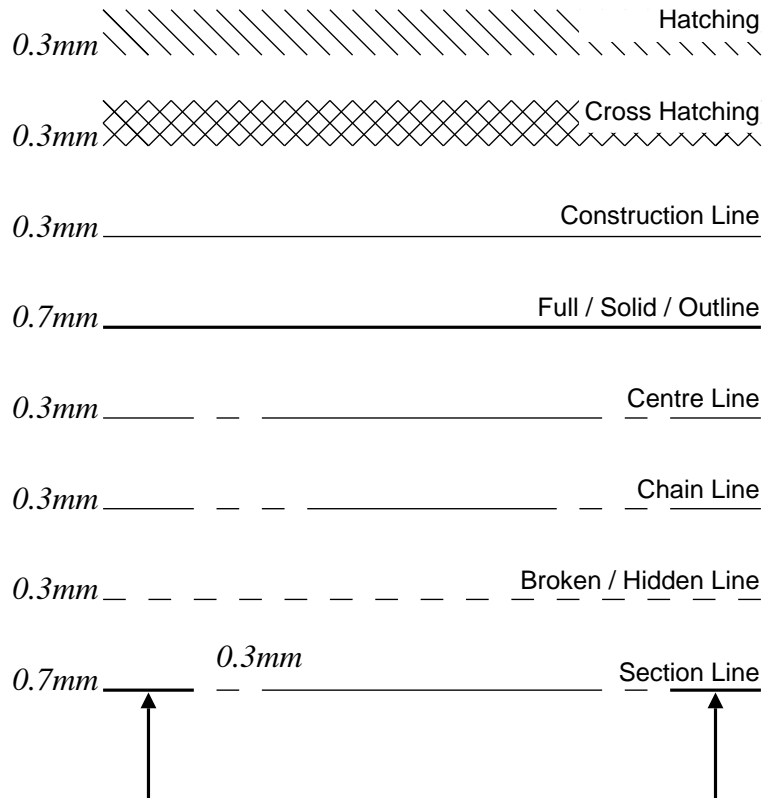 Hatching
0.3mm
Cross Hatching
0.3mm
Construction Line
0.3mm
Full / Solid / Outline
0.7mm
Centre Line
0.3mm
Chain Line
0.3mm
Broken / Hidden Line
0.3mm
0.3mm
Section Line
0.7mm